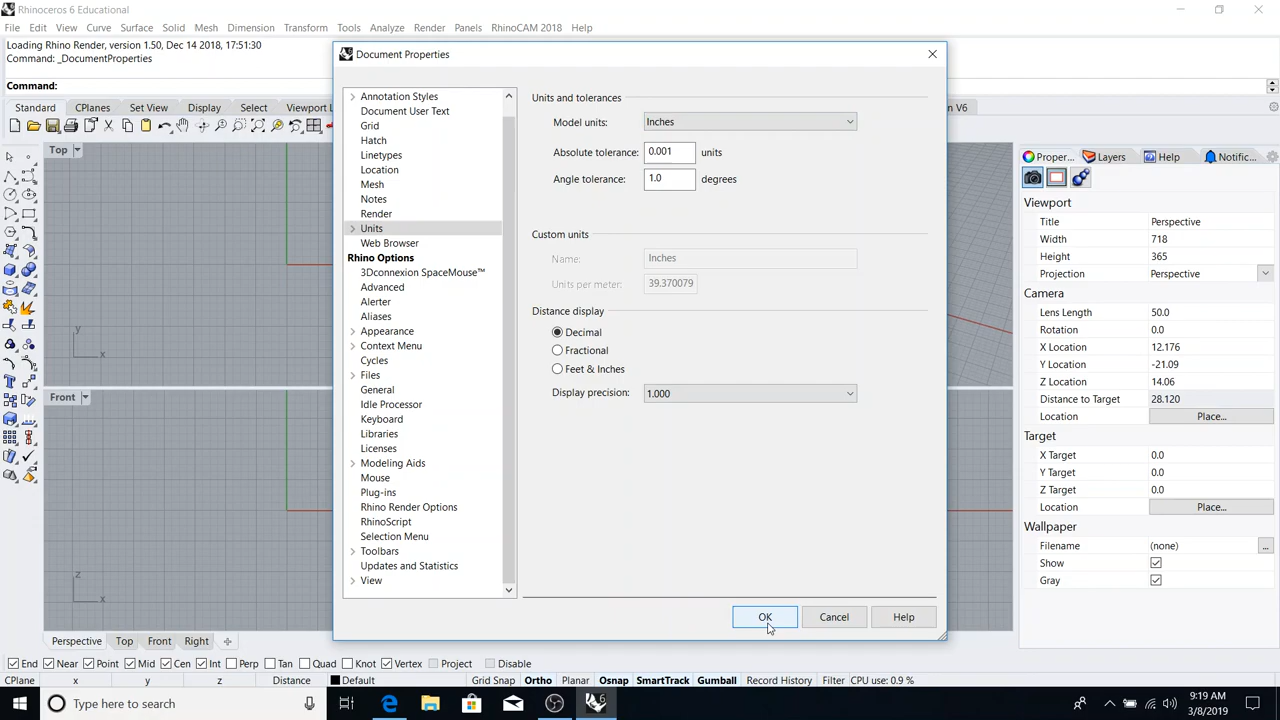 Rhinoceros 6 Educational
File Edit View Curve Surface Solid Mesh Dimension Transform Tools Analyze Render Panels RhinoCAM 2018 Help
Loading Rhino Render, version 1.50, Dec 14 2018, 17:51:30
Command: _DocumentProperties
Command:
Standard CPlanes Set View Display Select Viewport L
n V6
Top
Front
z
x
y
x
Perspective Top Front Right
Document Properties
Annotation Styles
Document User Text
Grid
Hatch
Linetypes
Location
Mesh
Notes
Render
Units
Web Browser
Rhino Options
3Dconnexion SpaceMouse™
Advanced
Alerter
Aliases
Appearance
Context Menu
Cycles
Files
General
Idle Processor
Keyboard
Libraries
Licenses
Modeling Aids
Mouse
Plug-ins
Rhino Render Options
RhinoScript
Selection Menu
Toolbars
Updates and Statistics
View
Units and tolerances
Model units: Inches
Absolute tolerance: 0.001 units
Angle tolerance: 1.0 degrees
Custom units
Name: Inches
Units per meter: 39.370079
Distance display
Decimal
Fractional
Feet & Inches
Display precision: 1.000
OK Cancel Help
Proper... Layers Help Notific...
Viewport
Title Perspective
Width 718
Height 365
Projection Perspective
Camera
Lens Length 50.0
Rotation 0.0
X Location 12.176
Y Location -21.09
Z Location 14.06
Distance to Target 28.120
Location Place...
Target
X Target 0.0
Y Target 0.0
Z Target 0.0
Location Place...
Wallpaper
Filename (none) ...
Show
Gray
End Near Point Mid Cen Int Perp Tan Quad Knot Vertex Project Disable
CPlane x y z Distance Default Grid Snap Ortho Planar Osnap SmartTrack Gumball Record History Filter CPU use: 0.9 %
Type here to search
9:19 AM
3/8/2019